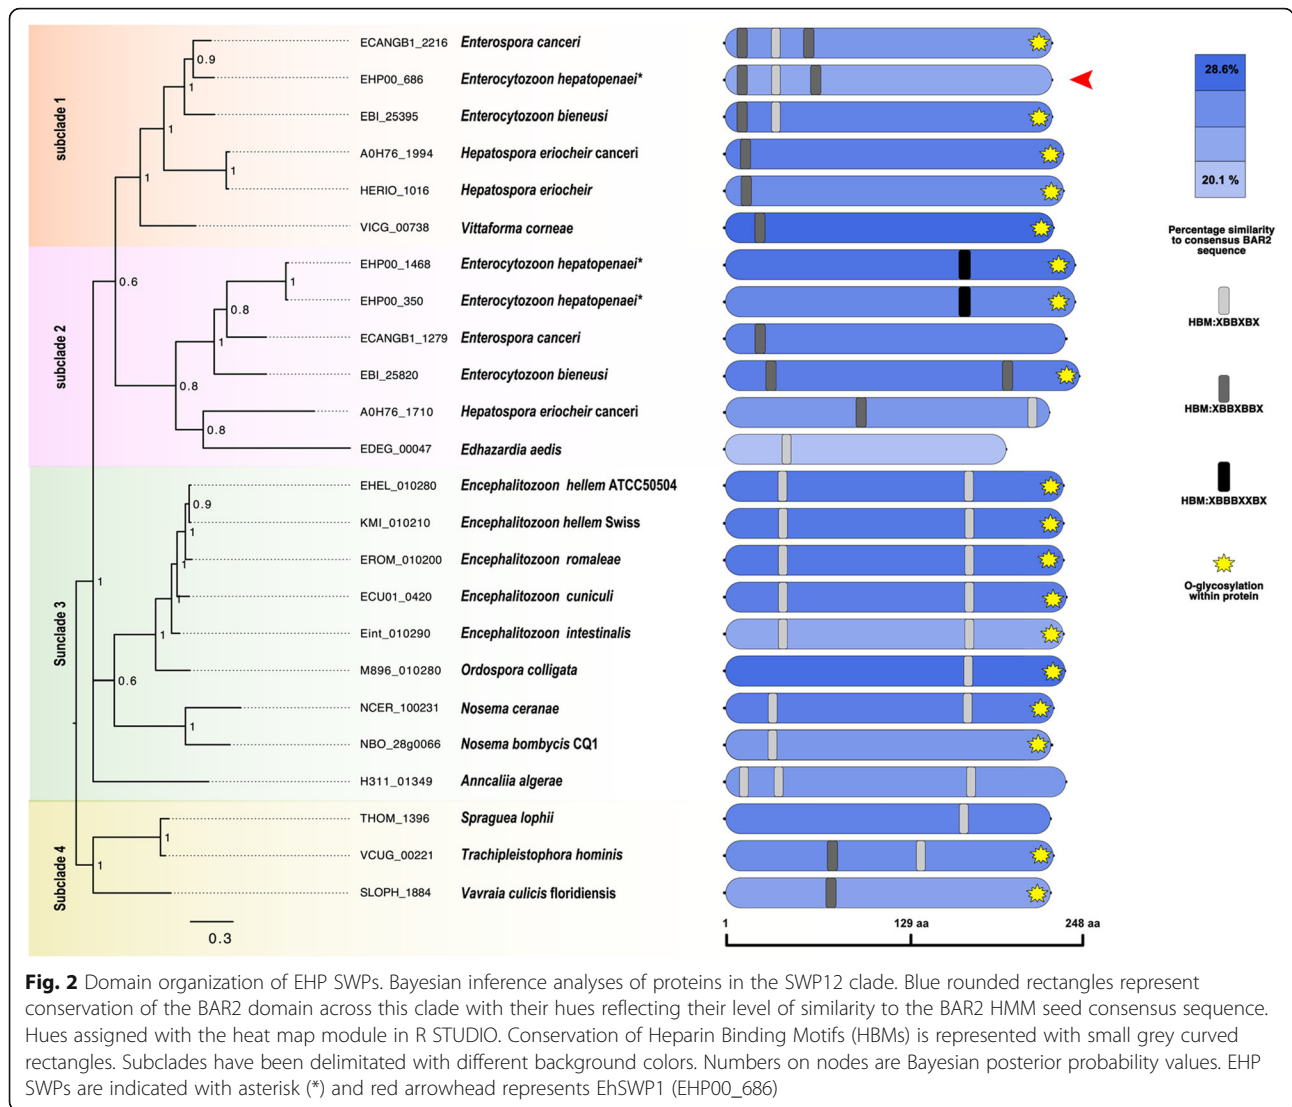 subclade 1
ECANGB1_2216 Enterospora canceri
EHP00_686 Enterocytozoon hepatopenaei*
EBI_25395 Enterocytozoon bieneusi
A0H76_1994 Hepatospora eriocheir canceri
HERIO_1016 Hepatospora eriocheir
VICG_00738 Vittaforma corneae
0.9
1
1
1
1
0.6
subclade 2
EHP00_1468 Enterocytozoon hepatopenaei*
EHP00_350 Enterocytozoon hepatopenaei*
ECANGB1_1279 Enterospora canceri
EBI_25820 Enterocytozoon bieneusi
A0H76_1710 Hepatospora eriocheir canceri
EDEG_00047 Edhazardia aedis
1
0.8
1
0.8
0.8
Sunclade 3
EHEL_010280 Encephalitozoon hellem ATCC50504
KMI_010210 Encephalitozoon hellem Swiss
EROM_010200 Encephalitozoon romaleae
ECU01_0420 Encephalitozoon cuniculi
Eint_010290 Encephalitozoon intestinalis
M896_010280 Ordospora colligata
NCER_100231 Nosema ceranae
NBO_28g0066 Nosema bombycis CQ1
H311_01349 Anncaliia algerae
0.9
1
1
1
1
1
0.6
1
Subclade 4
THOM_1396 Spraguea lophii
VCUG_00221 Trachipleistophora hominis
SLOPH_1884 Vavraia culicis floridiensis
1
1
0.3
1 129 aa 248 aa
28.6%
20.1 %
Percentage similarity
to consensus BAR2
sequence
HBM:XBBXBX
HBM:XBBXBBX
HBM:XBBBXXBX
O-glycosylation
within protein
Fig. 2 Domain organization of EHP SWPs. Bayesian inference analyses of proteins in the SWP12 clade. Blue rounded rectangles represent
conservation of the BAR2 domain across this clade with their hues reflecting their level of similarity to the BAR2 HMM seed consensus sequence.
Hues assigned with the heat map module in R STUDIO. Conservation of Heparin Binding Motifs (HBMs) is represented with small grey curved
rectangles. Subclades have been delimitated with different background colors. Numbers on nodes are Bayesian posterior probability values. EHP
SWPs are indicated with asterisk (*) and red arrowhead represents EhSWP1 (EHP00_686)